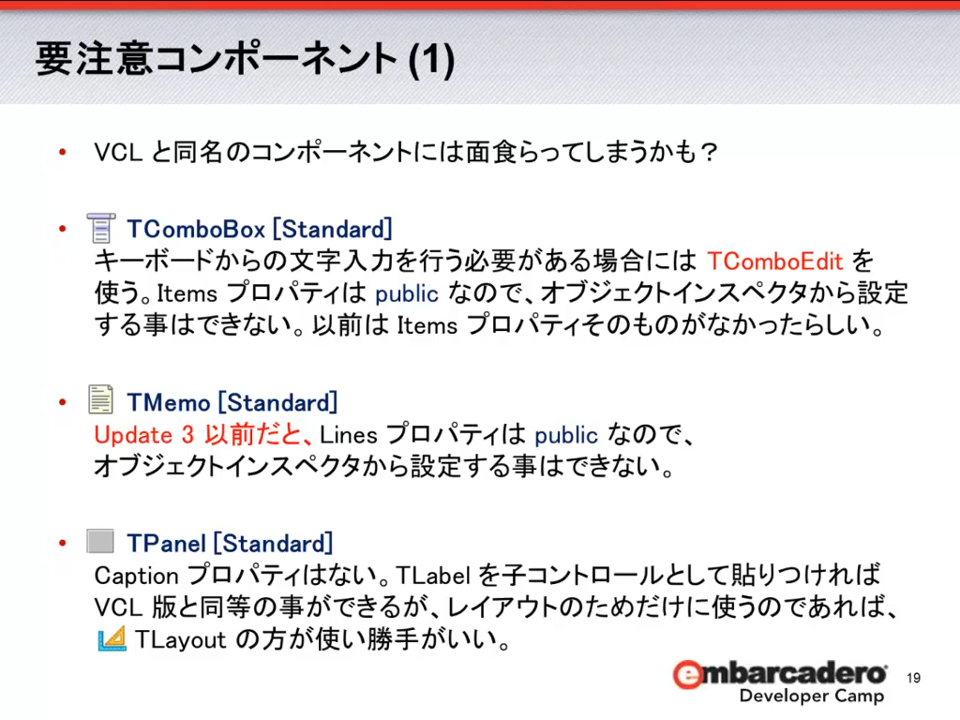 要注意コンポーネント (1)
• VCL と同名のコンポーネントには面食らってしまうかも？
• TComboBox [Standard]
キーボードからの文字入力を行う必要がある場合には TComboEdit を
使う。Items プロパティは public なので、オブジェクトインスペクタから設定
する事はできない。以前は Items プロパティそのものがなかったらしい。
• TMemo [Standard]
Update 3 以前だと、Lines プロパティは public なので、
オブジェクトインスペクタから設定する事はできない。
• TPanel [Standard]
Caption プロパティはない。TLabel を子コントロールとして貼りつければ
VCL 版と同等の事ができるが、レイアウトのためだけに使うのであれば、
TLayout の方が使い勝手がいい。
embarcadero
Developer Camp
19